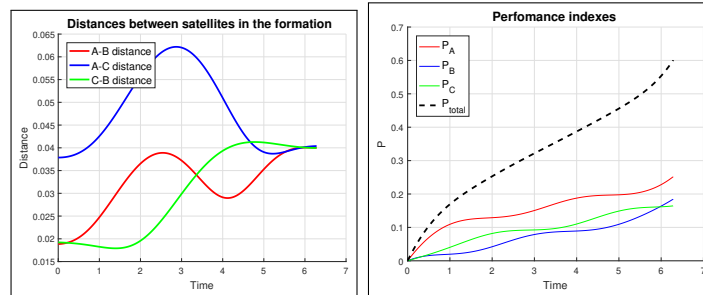 Distances between satellites in the formation
0.065
0.06
0.055
0.05
0.045
0.04
0.035
0.03
0.025
0.02
0.015
Distance
A-B distance
A-C distance
C-B distance
0 1 2 3 4 5 6 7
Time
Perfomance indexes
0.7
0.6
0.5
0.4
0.3
0.2
0.1
0
P
P_A
P_B
P_C
P_total
0 1 2 3 4 5 6 7
Time